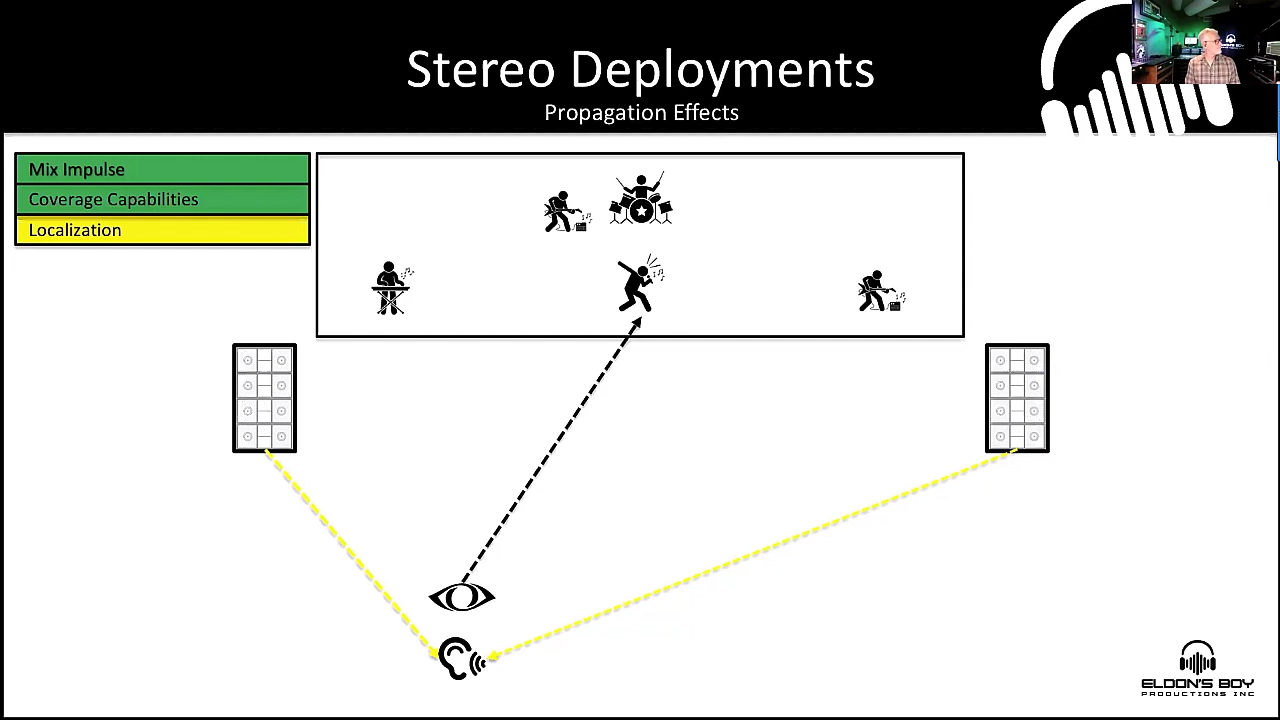 Stereo Deployments
Propagation Effects
Mix Impulse
Coverage Capabilities
Localization
ELDON'S BOY
PRODUCTIONS INC